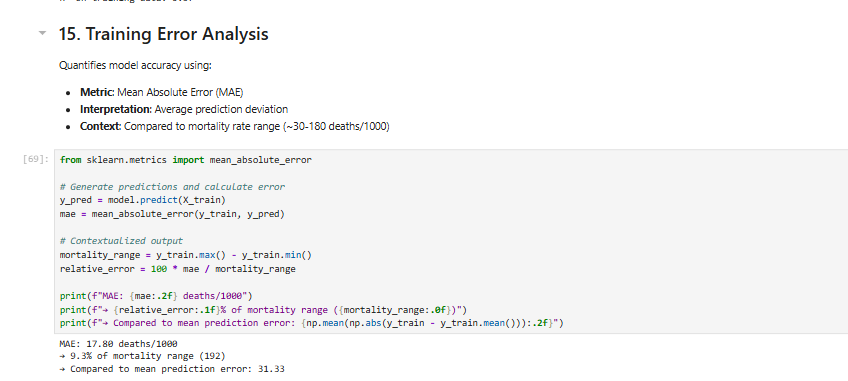 15. Training Error Analysis
Quantifies model accuracy using:
• Metric: Mean Absolute Error (MAE)
• Interpretation: Average prediction deviation
• Context: Compared to mortality rate range (~30-180 deaths/1000)
[69]: from sklearn.metrics import mean_absolute_error
# Generate predictions and calculate error
y_pred = model.predict(X_train)
mae = mean_absolute_error(y_train, y_pred)
# Contextualized output
mortality_range = y_train.max() - y_train.min()
relative_error = 100 * mae / mortality_range
print(f"MAE: {mae:.2f} deaths/1000")
print(f"→ {relative_error:.1f}% of mortality range ({mortality_range:.0f})")
print(f"→ Compared to mean prediction error: {np.mean(np.abs(y_train - y_train.mean())):.2f}")
MAE: 17.80 deaths/1000
→ 9.3% of mortality range (192)
→ Compared to mean prediction error: 31.33